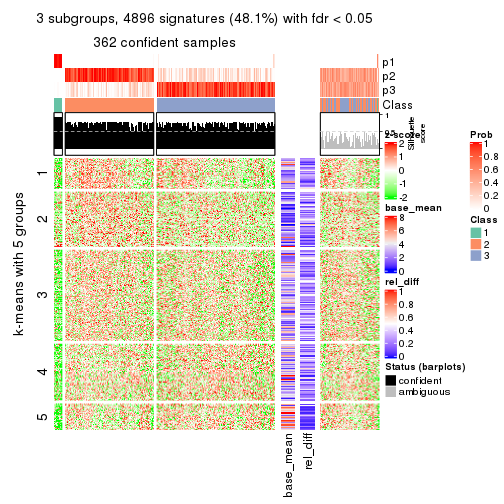 3 subgroups, 4896 signatures (48.1%) with fdr < 0.05
362 confident samples
p1
p2
p3
Class
1
0.5
Silhouette
score
k-means with 5 groups
1
2
3
4
5
base_mean
rel_diff
z-score
2
1
0
-1
-2
base_mean
8
6
4
2
0
rel_diff
1
0.8
0.6
0.4
0.2
0
Status (barplots)
confident
ambiguous
Prob
1
0.8
0.6
0.4
0.2
0
Class
1
2
3